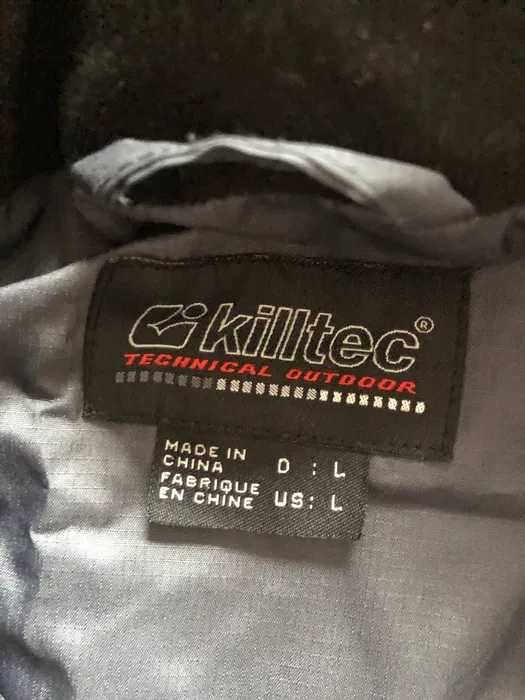 killtec®
TECHNICAL OUTDOOR
MADE IN
CHINA
FABRIQUE
EN CHINE
D : L
US: L